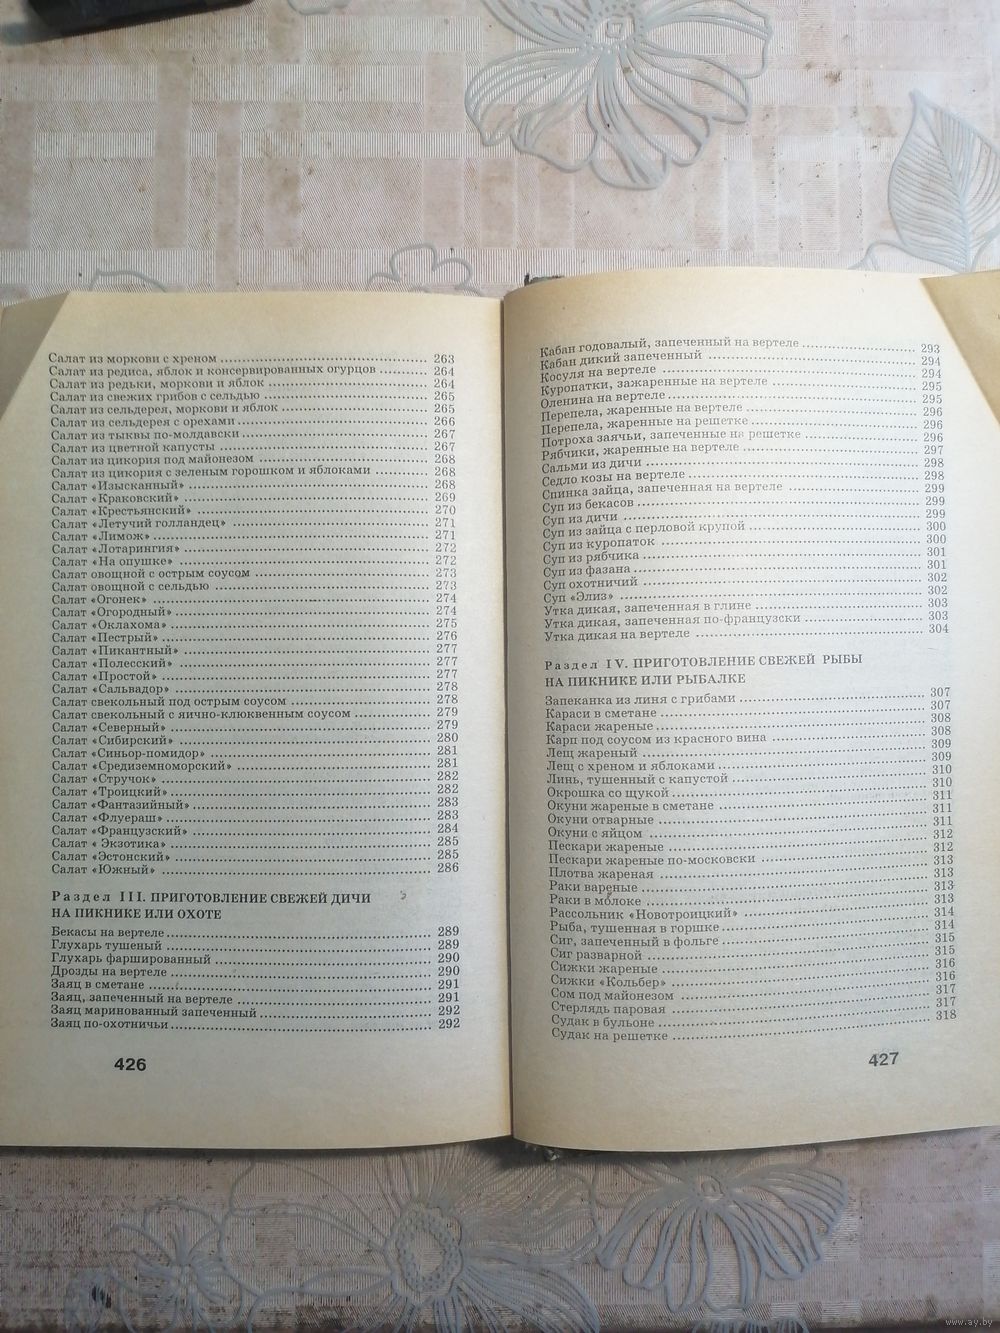 Салат из моркови с хреном 263
Салат из редиса, яблок и консервированных огурцов 264
Салат из редьки, моркови и яблок 264
Салат из свежих грибов с сельдью 265
Салат из сельдерея, моркови и яблок 265
Салат из сельдерея с орехами 266
Салат из тыквы по-молдавски 267
Салат из цветной капусты 267
Салат из цикория под майонезом 268
Салат из цикория с зеленым горошком и яблоками 268
Салат «Изысканный» 268
Салат «Краковский» 269
Салат «Крестьянский» 270
Салат «Летучий голландец» 271
Салат «Лимож» 271
Салат «Лотарингия» 272
Салат «На опушке» 272
Салат овощной с острым соусом 273
Салат овощной с сельдью 273
Салат «Огонек» 274
Салат «Огородный» 274
Салат «Оклахома» 275
Салат «Пестрый» 276
Салат «Пикантный» 277
Салат «Полесский» 277
Салат «Простой» 277
Салат «Сальвадор» 278
Салат свекольный под острым соусом 278
Салат свекольный с яично-клюквенным соусом 279
Салат «Северный» 279
Салат «Сибирский» 280
Салат «Синьор-помидор» 281
Салат «Средиземноморский» 281
Салат «Стручок» 282
Салат «Троицкий» 282
Салат «Фантазийный» 283
Салат «Флуераш» 283
Салат «Французский» 284
Салат « Экзотика» 285
Салат «Эстонский» 285
Салат «Южный» 286
Раздел III. ПРИГОТОВЛЕНИЕ СВЕЖЕЙ ДИЧИ
НА ПИКНИКЕ ИЛИ ОХОТЕ
Бекасы на вертеле 289
Глухарь тушеный 289
Глухарь фаршированный 290
Дрозды на вертеле 290
Заяц в сметане 291
Заяц, запеченный на вертеле 291
Заяц маринованный запеченный 292
Заяц по-охотничьи 292
426
Кабан годовалый, запеченный на вертеле 293
Кабан дикий запеченный 294
Косуля на вертеле 294
Куропатки, зажаренные на вертеле 295
Оленина на вертеле 295
Перепела, жаренные на вертеле 296
Перепела, жаренные на решетке 296
Потроха заячьи, запеченные на решетке 296
Рябчики, жаренные на вертеле 297
Сальми из дичи 298
Седло козы на вертеле 298
Спинка зайца, запеченная на вертеле 299
Суп из бекасов 299
Суп из дичи 299
Суп из зайца с перловой крупой 300
Суп из куропаток 300
Суп из рябчика 301
Суп из фазана 301
Суп охотничий 302
Суп «Элиз» 302
Утка дикая, запеченная в глине 303
Утка дикая, запеченная по-французски 303
Утка дикая на вертеле 304
Раздел IV. ПРИГОТОВЛЕНИЕ СВЕЖЕЙ РЫБЫ
НА ПИКНИКЕ ИЛИ РЫБАЛКЕ
Запеканка из линя с грибами 307
Караси в сметане 307
Караси жареные 308
Карп под соусом из красного вина 308
Лещ жареный 309
Лещ с хреном и яблоками 309
Линь, тушенный с капустой 310
Окрошка со щукой 310
Окуни жареные в сметане 311
Окуни отварные 311
Окуни с яйцом 311
Пескари жареные 312
Пескари жареные по-московски 312
Плотва жареная 313
Раки вареные 313
Раки в молоке 313
Рассольник «Новотроицкий» 313
Рыба, тушенная в горшке 314
Сиг, запеченный в фольге 314
Сиг разварной 315
Сижки жареные 315
Сижки «Кольбер» 316
Сом под майонезом 316
Стерлядь паровая 317
Судак в бульоне 317
Судак на решетке 318
427
www.ay.by